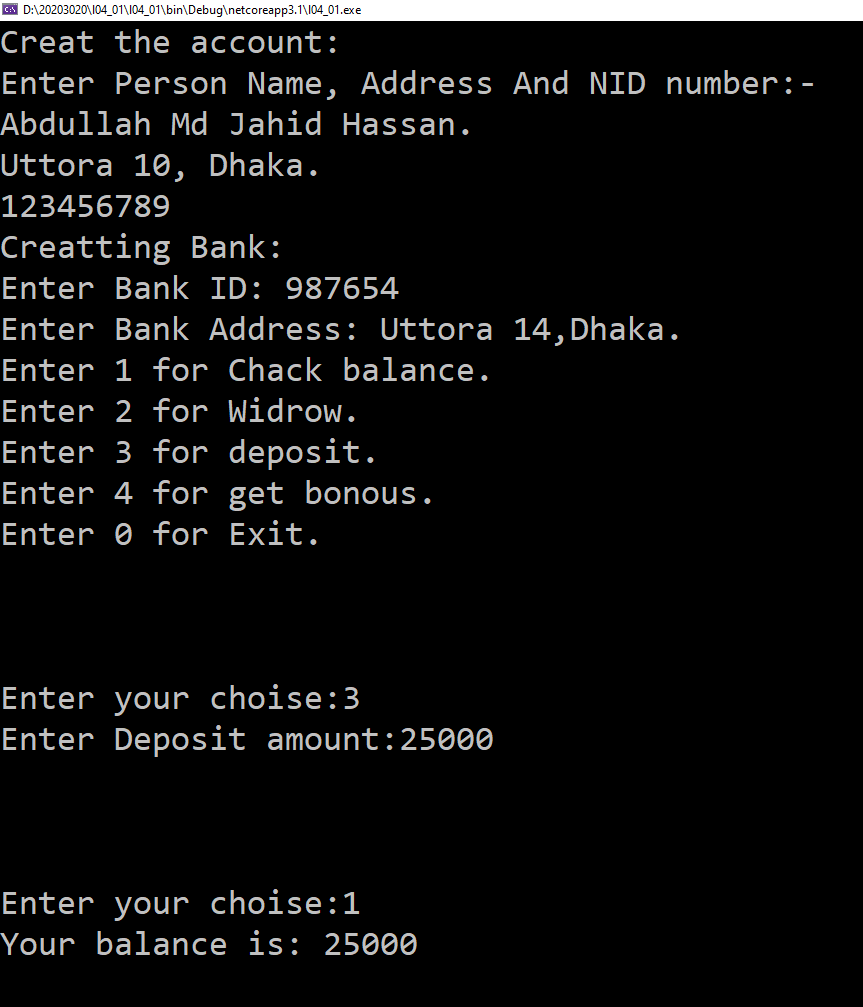 D:\20203020\I04_01\I04_01\bin\Debug\netcoreapp3.1\I04_01.exe
Creat the account:
Enter Person Name, Address And NID number:-
Abdullah Md Jahid Hassan.
Uttora 10, Dhaka.
123456789
Creatting Bank:
Enter Bank ID: 987654
Enter Bank Address: Uttora 14,Dhaka.
Enter 1 for Chack balance.
Enter 2 for Widrow.
Enter 3 for deposit.
Enter 4 for get bonous.
Enter 0 for Exit.
Enter your choise:3
Enter Deposit amount:25000
Enter your choise:1
Your balance is: 25000